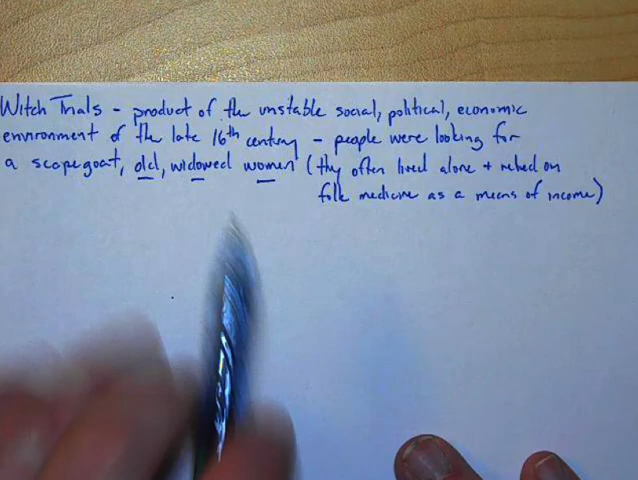 Witch Trials - product of the unstable social, political, economic
environment of the late 16th century - people were looking for
a scapegoat, old, widowed women (they often lived alone + relied on
folk medicine as a means of income)